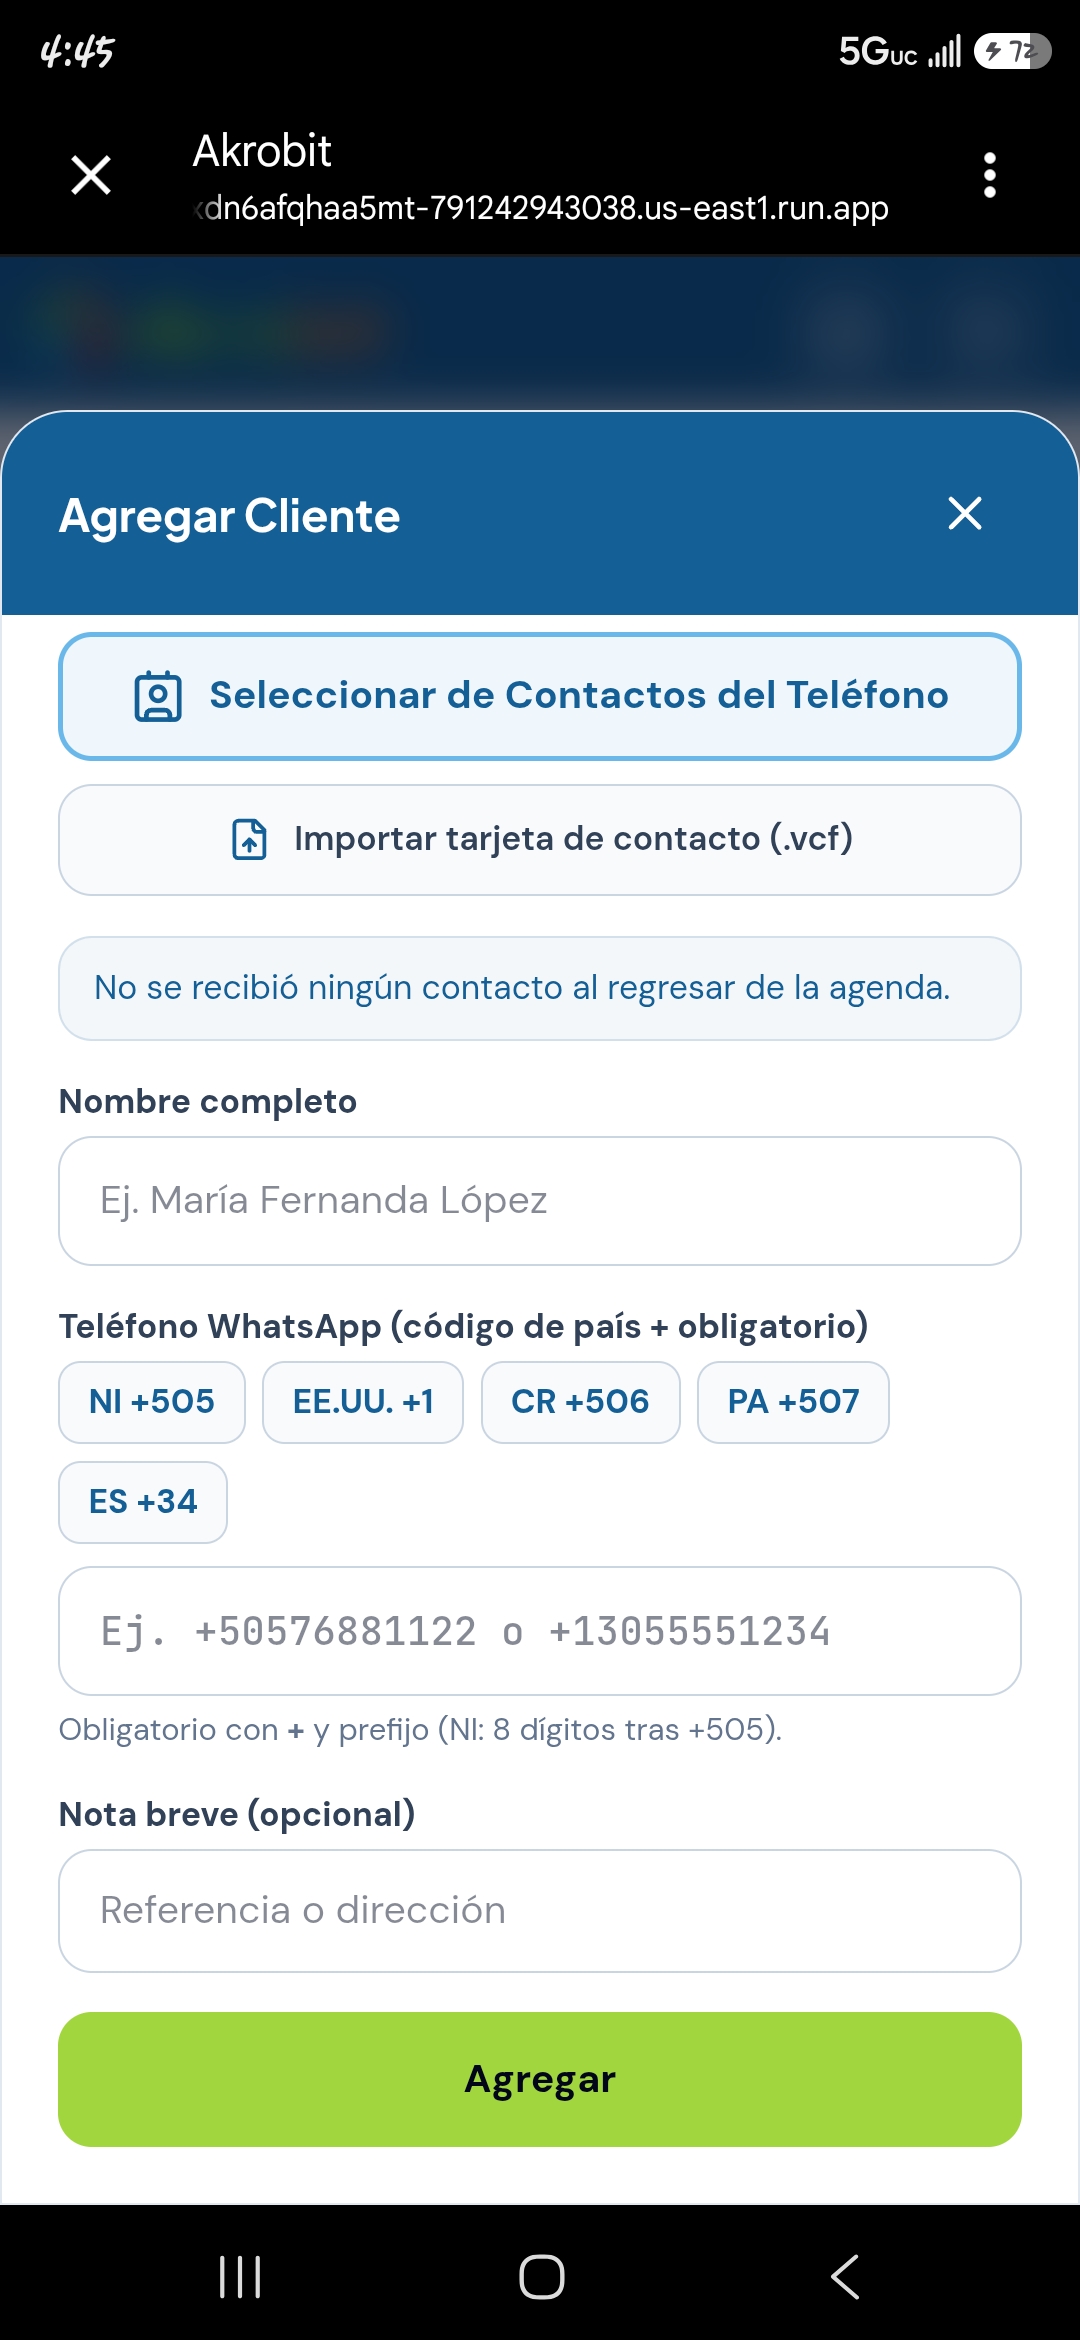 4:45
5GUC 72
Akrobit
xdn6afqhaa5mt-791242943038.us-east1.run.app
Agregar Cliente
Seleccionar de Contactos del Teléfono
Importar tarjeta de contacto (.vcf)
No se recibió ningún contacto al regresar de la agenda.
Nombre completo
Ej. María Fernanda López
Teléfono WhatsApp (código de país + obligatorio)
NI +505 EE.UU. +1 CR +506 PA +507
ES +34
Ej. +50576881122 o +13055551234
Obligatorio con + y prefijo (NI: 8 dígitos tras +505).
Nota breve (opcional)
Referencia o dirección
Agregar